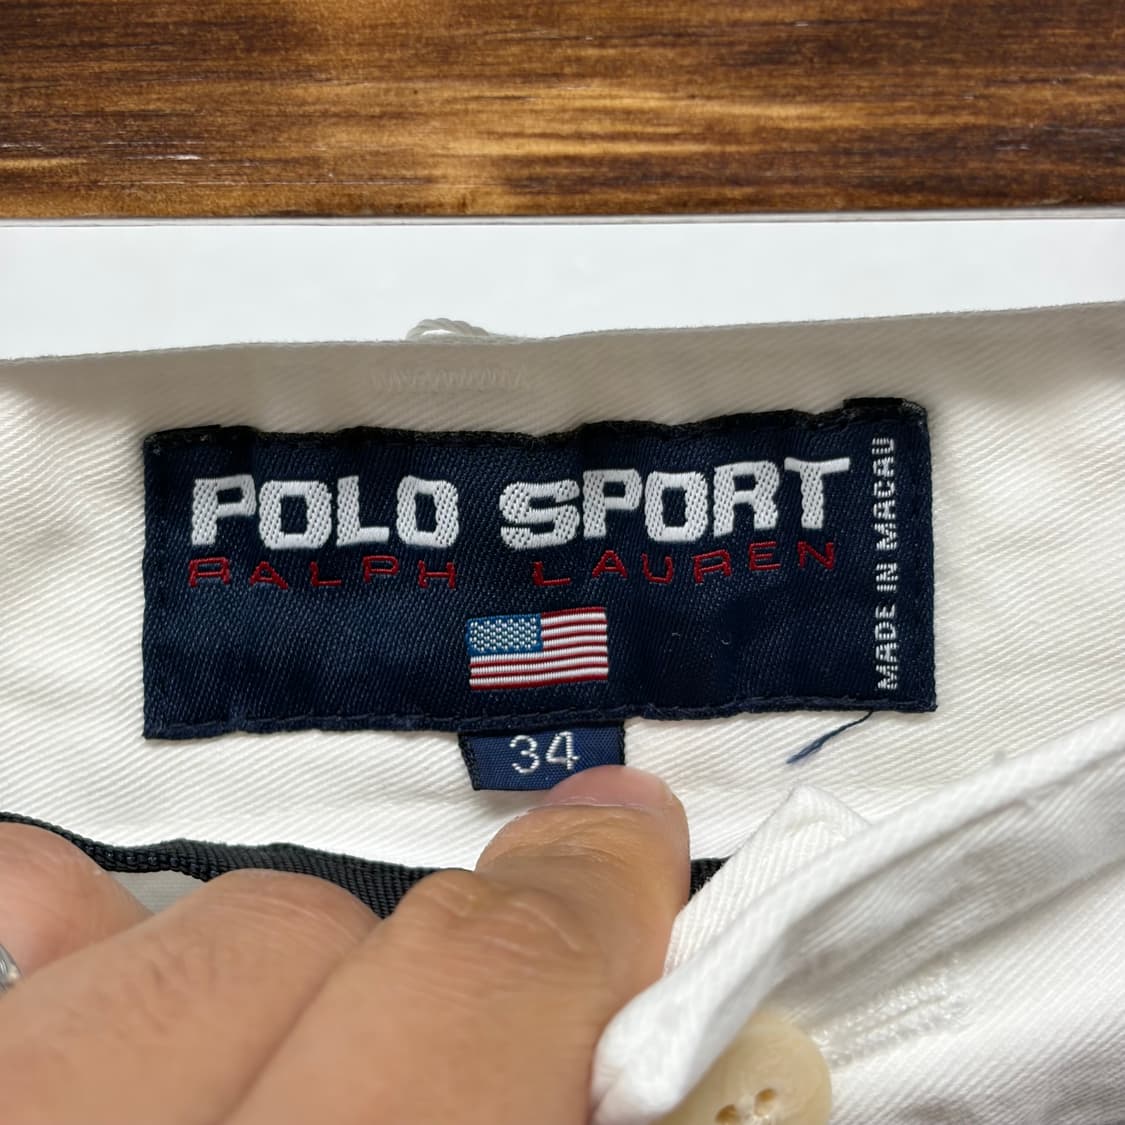 POLO SPORT
RALPH LAUREN
MADE IN MACAU
34